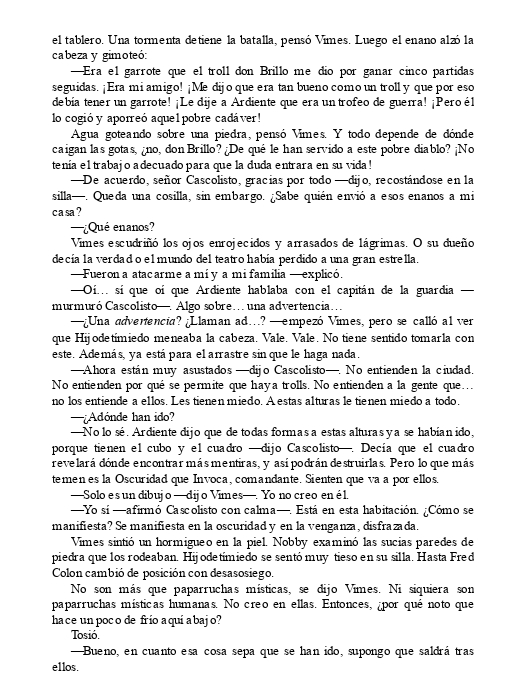 el tablero. Una tormenta detiene la batalla, pensó Vimes. Luego el enano alzó la
cabeza y gimoteó:
—Era el garrote que el troll don Brillo me dio por ganar cinco partidas
seguidas. ¡Era mi amigo! ¡Me dijo que era tan bueno como un troll y que por eso
debía tener un garrote! ¡Le dije a Ardiente que era un trofeo de guerra! ¡Pero él
lo cogió y aporreó aquel pobre cadáver!
Agua goteando sobre una piedra, pensó Vimes. Y todo depende de dónde
caigan las gotas, ¿no, don Brillo? ¿De qué le han servido a este pobre diablo? ¡No
tenía el trabajo adecuado para que la duda entrara en su vida!
—De acuerdo, señor Cascolisto, gracias por todo —dijo, recostándose en la
silla—. Queda una cosilla, sin embargo. ¿Sabe quién envió a esos enanos a mi
casa?
—¿Qué enanos?
Vimes escudriñó los ojos enrojecidos y arrasados de lágrimas. O su dueño
decía la verdad o el mundo del teatro había perdido a una gran estrella.
—Fueron a atacarme a mí y a mi familia —explicó.
—Oí… sí que oí que Ardiente hablaba con el capitán de la guardia —
murmuró Cascolisto—. Algo sobre… una advertencia…
—¿Una advertencia? ¿Llaman ad…? —empezó Vimes, pero se calló al ver
que Hijodetimiedo meneaba la cabeza. Vale. Vale. No tiene sentido tomarla con
este. Además, ya está para el arrastre sin que le haga nada.
—Ahora están muy asustados —dijo Cascolisto—. No entienden la ciudad.
No entienden por qué se permite que haya trolls. No entienden a la gente que…
no los entiende a ellos. Les tienen miedo. A estas alturas le tienen miedo a todo.
—¿Adónde han ido?
—No lo sé. Ardiente dijo que de todas formas a estas alturas ya se habían ido,
porque tienen el cubo y el cuadro —dijo Cascolisto—. Decía que el cuadro
revelará dónde encontrar más mentiras, y así podrán destruirlas. Pero lo que más
temen es la Oscuridad que Invoca, comandante. Sienten que va a por ellos.
—Solo es un dibujo —dijo Vimes—. Yo no creo en él.
—Yo sí —afirmó Cascolisto con calma—. Está en esta habitación. ¿Cómo se
manifiesta? Se manifiesta en la oscuridad y en la venganza, disfrazada.
Vimes sintió un hormigueo en la piel. Nobby examinó las sucias paredes de
piedra que los rodeaban. Hijodetimiedo se sentó muy tieso en su silla. Hasta Fred
Colon cambió de posición con desasosiego.
No son más que paparruchas místicas, se dijo Vimes. Ni siquiera son
paparruchas místicas humanas. No creo en ellas. Entonces, ¿por qué noto que
hace un poco de frío aquí abajo?
Tosió.
—Bueno, en cuanto esa cosa sepa que se han ido, supongo que saldrá tras
ellos.